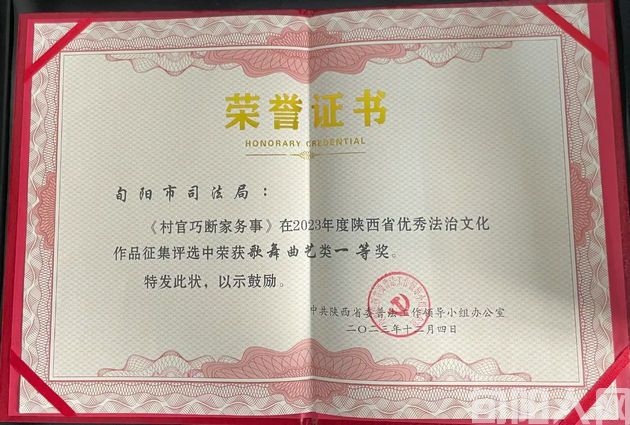 荣誉证书
HONORARY CREDENTIAL
旬阳市司法局：
《村官巧断家务事》在2023年度陕西省优秀法治文化
作品征集评选中荣获歌舞曲艺类一等奖。
特发此状，以示鼓励。
中共陕西省委普法工作领导小组办公室
二〇二三年十二月四日
旬阳人网